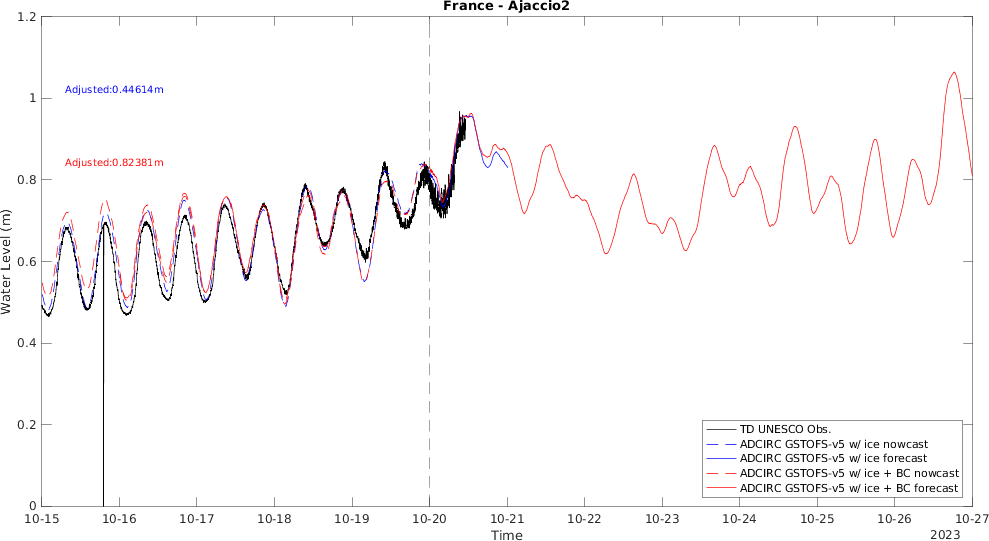 France - Ajaccio2
1.2
1
0.8
0.6
0.4
0.2
0
Water Level (m)
Adjusted:0.44614m
Adjusted:0.82381m
TD UNESCO Obs.
ADCIRC GSTOFS-v5 w/ ice nowcast
ADCIRC GSTOFS-v5 w/ ice forecast
ADCIRC GSTOFS-v5 w/ ice + BC nowcast
ADCIRC GSTOFS-v5 w/ ice + BC forecast
10-15 10-16 10-17 10-18 10-19 10-20 10-21 10-22 10-23 10-24 10-25 10-26 10-27
Time
2023